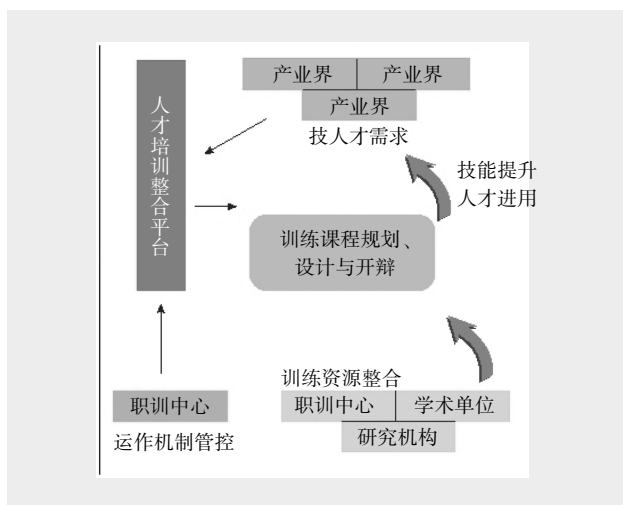 产业界 产业界
产业界
技人才需求
人才培训整合平台
技能提升
人才进用
训练课程规划、
设计与开辩
训练资源整合
职训中心 学术单位
研究机构
职训中心
运作机制管控